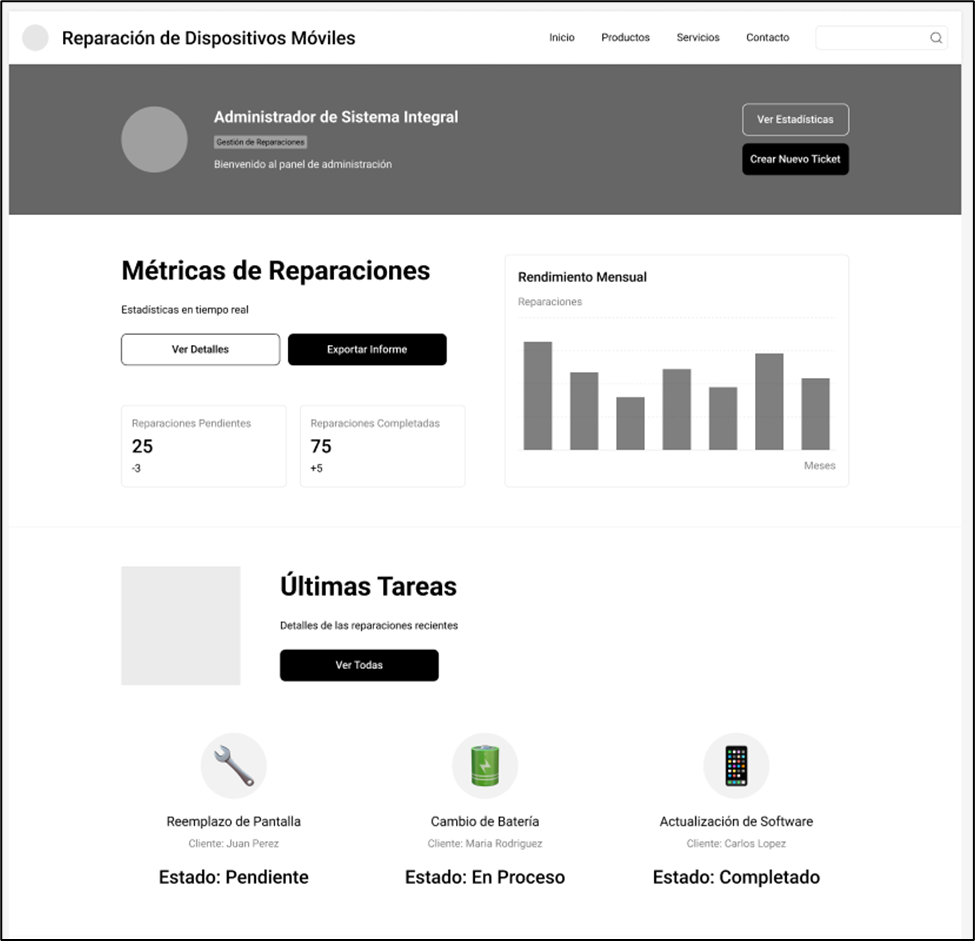 Reparación de Dispositivos Móviles
Inicio
Productos
Servicios
Contacto
Administrador de Sistema Integral
Gestión de Reparaciones
Bienvenido al panel de administración
Ver Estadísticas
Crear Nuevo Ticket
Métricas de Reparaciones
Estadísticas en tiempo real
Ver Detalles
Exportar Informe
Reparaciones Pendientes
25
-3
Reparaciones Completadas
75
+5
Rendimiento Mensual
Reparaciones
Meses
Últimas Tareas
Detalles de las reparaciones recientes
Ver Todas
Reemplazo de Pantalla
Cliente: Juan Perez
Estado: Pendiente
Cambio de Batería
Cliente: Maria Rodriguez
Estado: En Proceso
Actualización de Software
Cliente: Carlos Lopez
Estado: Completado